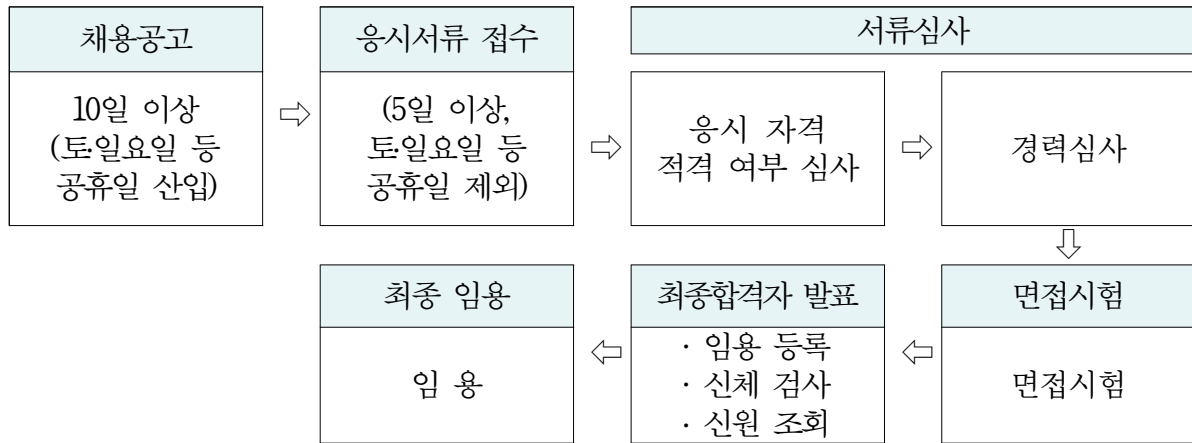 채용공고
10일 이상
(토·일요일 등
공휴일 산입)
⇨
응시서류 접수
(5일 이상,
토·일요일 등
공휴일 제외)
⇨
서류심사
응시 자격
적격 여부 심사
⇨
경력심사
⇩
면접시험
면접시험
⇦
최종합격자 발표
· 임용 등록
· 신체 검사
· 신원 조회
⇦
최종 임용
임 용